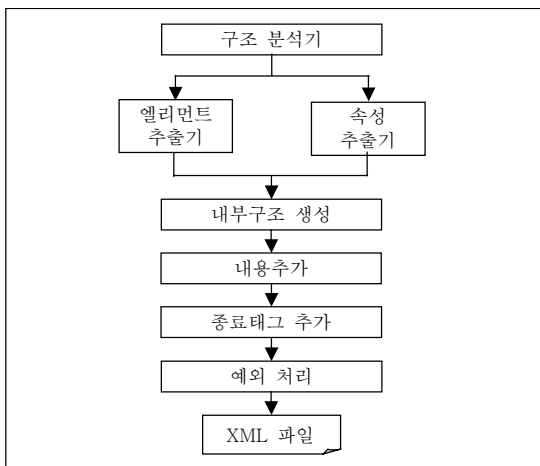 구조 분석기
엘리먼트
추출기
속성
추출기
내부구조 생성
내용추가
종료태그 추가
예외 처리
XML 파일